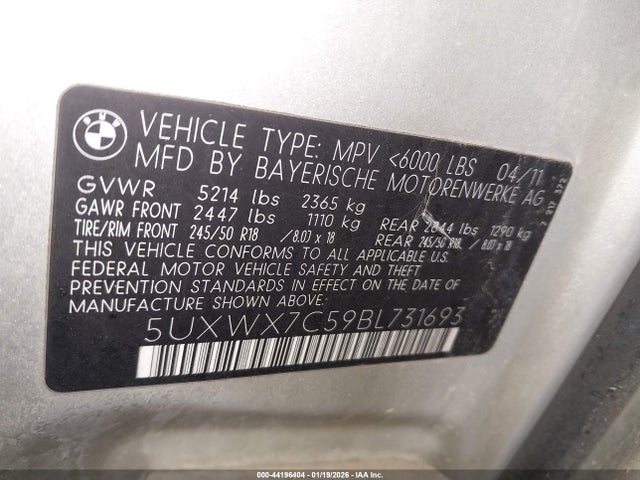 BMW
VEHICLE TYPE: MPV <6000 LBS 04/11
MFD BY BAYERISCHE MOTORENWERKE AG
GVWR 5214 lbs 2365 kg
GAWR FRONT 2447 lbs 1110 kg REAR 2844 lbs 1290 kg
TIRE/RIM FRONT 245/50 R18 /8.0J x 18 REAR 245/50 R18 /8.0J x 18
THIS VEHICLE CONFORMS TO ALL APPLICABLE U.S.
FEDERAL MOTOR VEHICLE SAFETY AND THEFT
PREVENTION STANDARDS IN EFFECT ON THE DATE OF
MANUFACTURE SHOWN ABOVE
5UXWX7C59BL731693
000-44196404 | 01/19/2026 | IAAI.COM